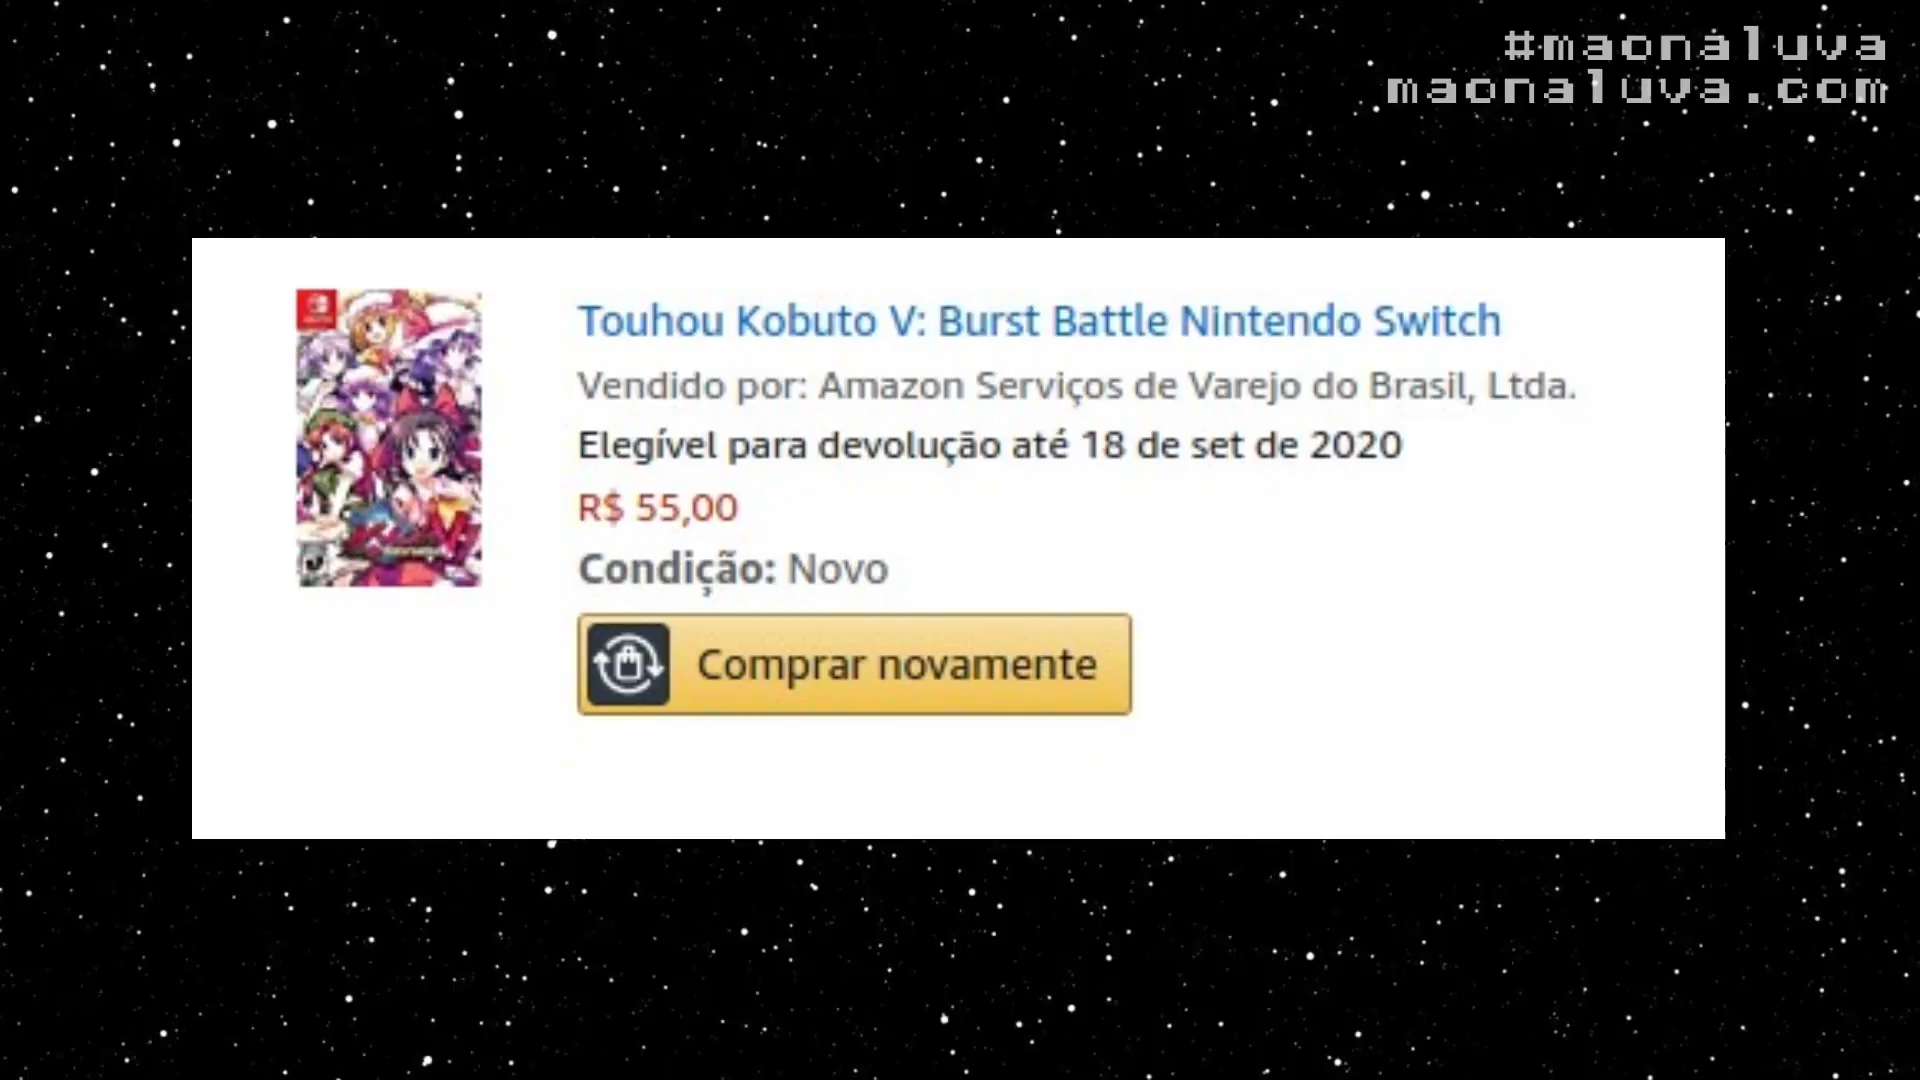 #maonaluva
maonaluva.com
Touhou Kobuto V: Burst Battle Nintendo Switch
Vendido por: Amazon Serviços de Varejo do Brasil, Ltda.
Elegível para devolução até 18 de set de 2020
R$ 55,00
Condição: Novo
Comprar novamente